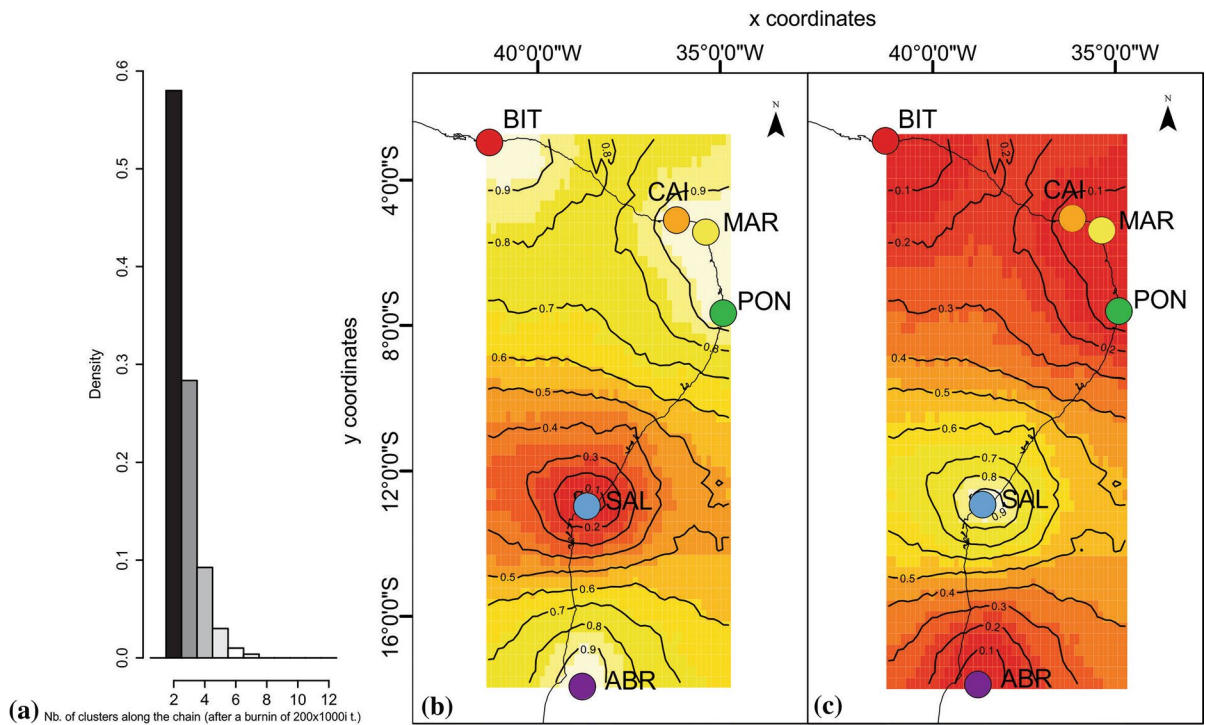 x coordinates
40°0'0"W 35°0'0"W 40°0'0"W 35°0'0"W
0.6
0.5
0.4
0.3
0.2
0.1
0.0
Density
2 4 6 8 10 12
(a) Nb. of clusters along the chain (after a burnin of 200x1000i t.)
y coordinates
4°0'0"S
8°0'0"S
12°0'0"S
16°0'0"S
N
BIT
CAI
MAR
PON
SAL
ABR
0.8
0.9
0.9
0.8
0.7
0.8
0.6
0.5
0.4
0.3
0.1
0.2
0.5
0.6
0.7
0.8
0.9
(b)
N
BIT
CAI
MAR
PON
SAL
ABR
0.2
0.1
0.1
0.2
0.3
0.2
0.4
0.5
0.6
0.7
0.8
0.9
0.5
0.4
0.3
0.2
0.1
(c)